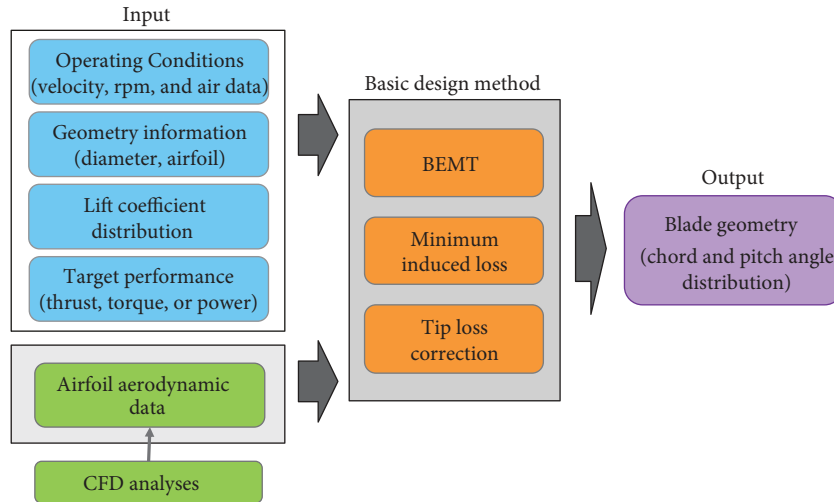 Input
Operating Conditions
(velocity, rpm, and air data)
Geometry information
(diameter, airfoil)
Lift coefficient
distribution
Target performance
(thrust, torque, or power)
Airfoil aerodynamic
data
CFD analyses
Basic design method
BEMT
Minimum
induced loss
Tip loss
correction
Output
Blade geometry
(chord and pitch angle
distribution)